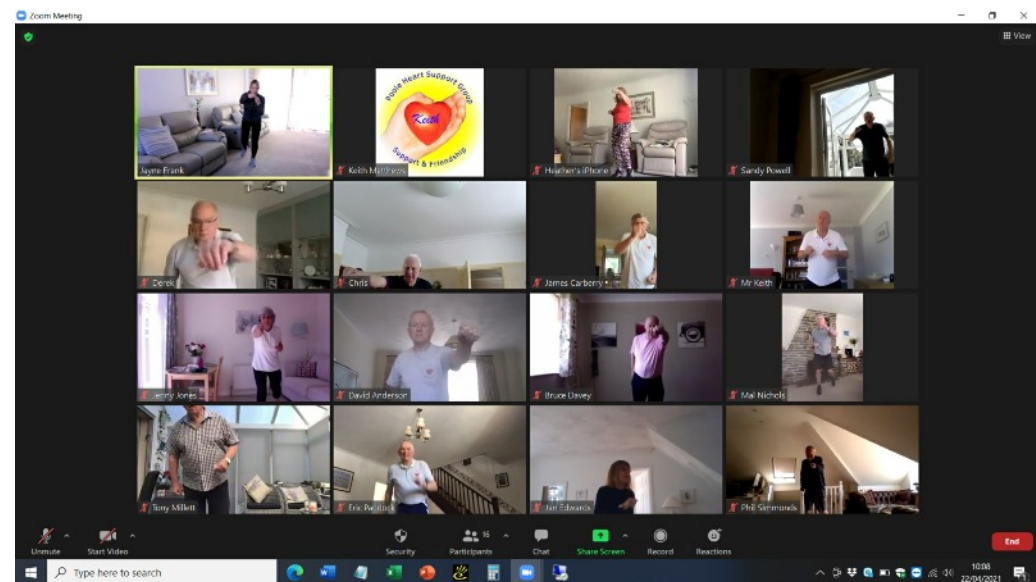 Zoom Meeting
View
Jayne Frank
Poole Heart Support Group
Keith
Support & Friendship
Keith Matthews
Heather's iPhone
Sandy Powell
Derek
Chris
James Carberry
Mr Keith
Jenny Jones
David Anderson
Bruce Davey
Mal Nichols
Tony Millett
Eric Paddock
Jan Edwards
Phil Simmonds
Unmute
Start Video
Security
16
Participants
Chat
Share Screen
Record
Reactions
End
Type here to search
10:08
22/04/2021